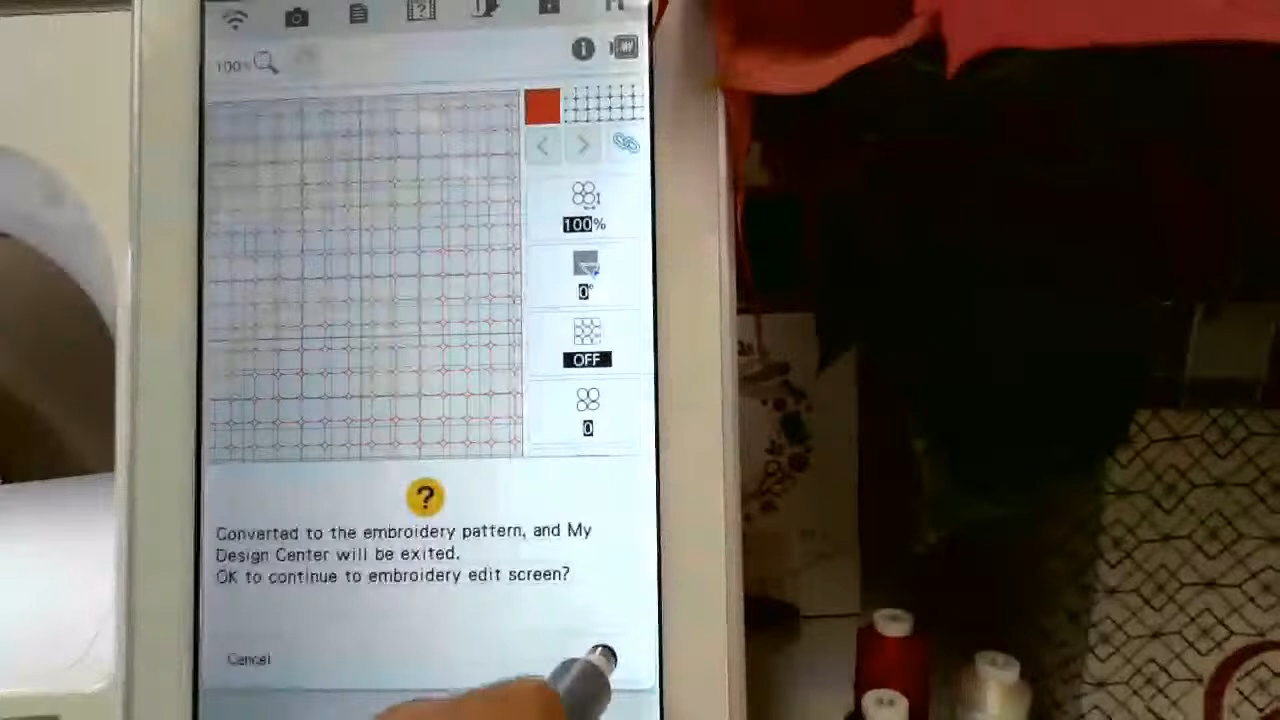 100%
100%
0°
OFF
0
Converted to the embroidery pattern, and My
Design Center will be exited.
OK to continue to embroidery edit screen?
Cancel